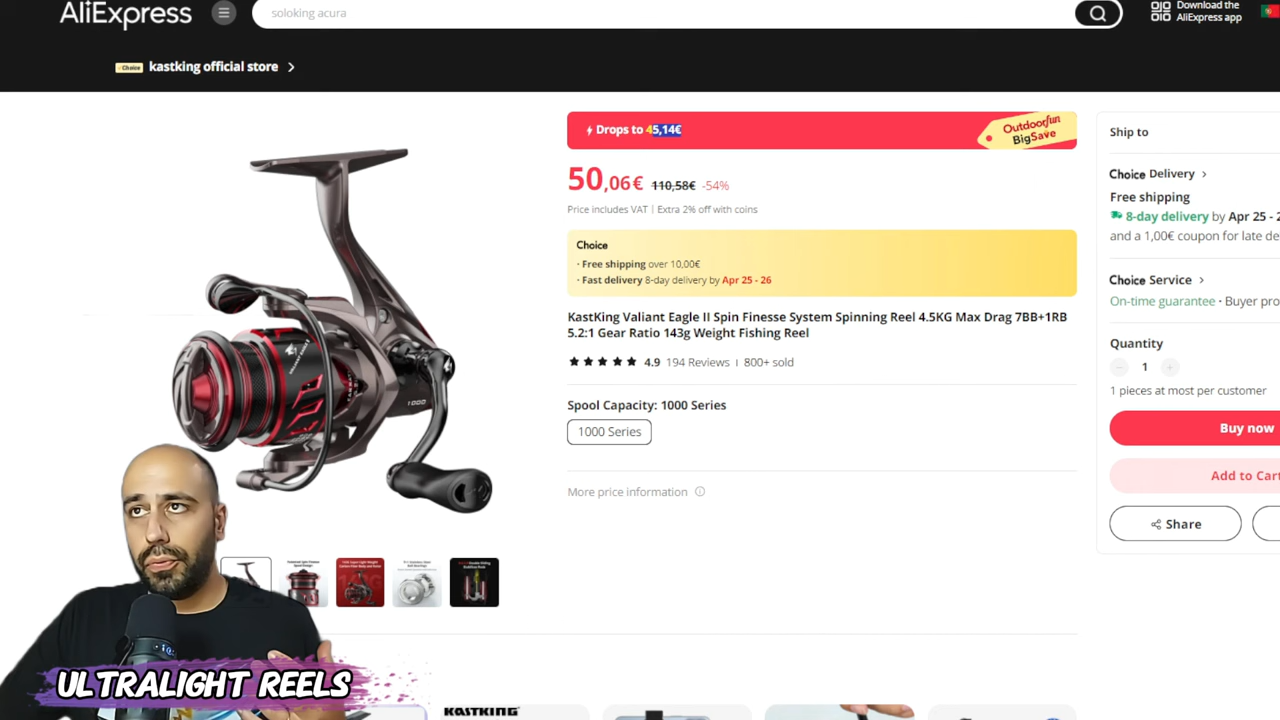 AliExpress
soloking acura
Download the
AliExpress app
Choice
kastking official store
Drops to 45,14€
Outdoorfun
BigSave
50,06€ 110,58€ -54%
Price includes VAT | Extra 2% off with coins
Choice
· Free shipping over 10,00€
· Fast delivery 8-day delivery by Apr 25 - 26
KastKing Valiant Eagle II Spin Finesse System Spinning Reel 4.5KG Max Drag 7BB+1RB
5.2:1 Gear Ratio 143g Weight Fishing Reel
4.9 194 Reviews | 800+ sold
Spool Capacity: 1000 Series
1000 Series
More price information
Ship to
Choice Delivery
Free shipping
8-day delivery by Apr 25 - 2
and a 1,00€ coupon for late de
Choice Service
On-time guarantee · Buyer pro
Quantity
1
1 pieces at most per customer
Buy now
Add to Cart
Share
1000
ULTRALIGHT REELS
KASTKING